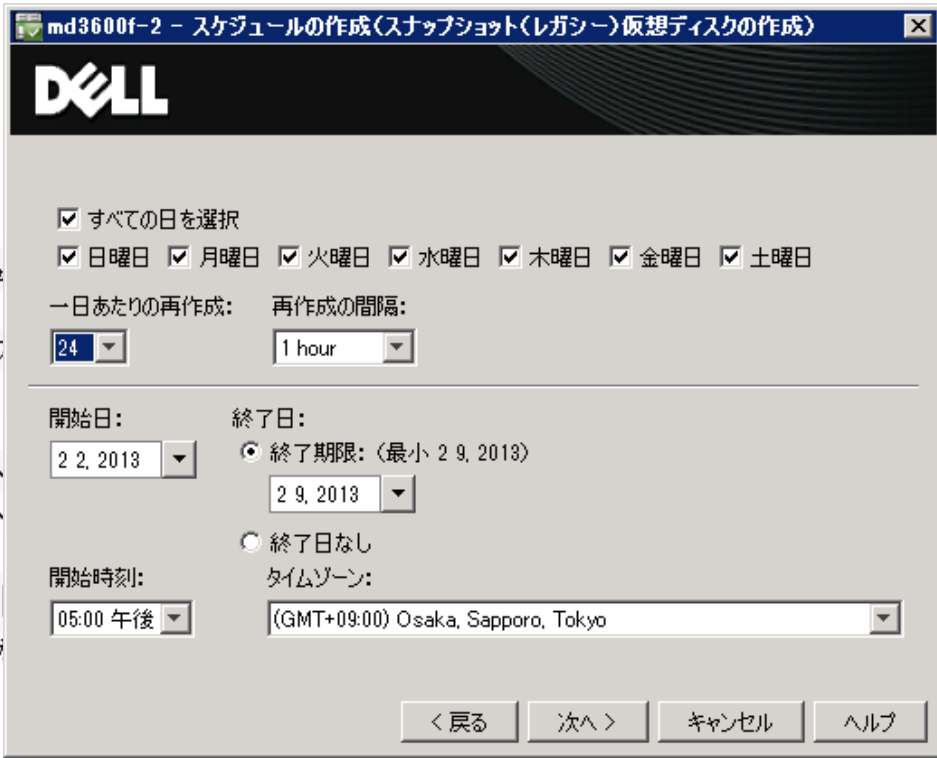 md3600f-2 - スケジュールの作成(スナップショット(レガシー)仮想ディスクの作成)
DELL
すべての日を選択
日曜日 月曜日 火曜日 水曜日 木曜日 金曜日 土曜日
一日あたりの再作成: 再作成の間隔:
24 1 hour
開始日: 終了日:
終了期限: (最小 2 9, 2013)
2 2, 2013
2 9, 2013
終了日なし
開始時刻: タイムゾーン:
05:00 午後 (GMT+09:00) Osaka, Sapporo, Tokyo
< 戻る 次へ > キャンセル ヘルプ